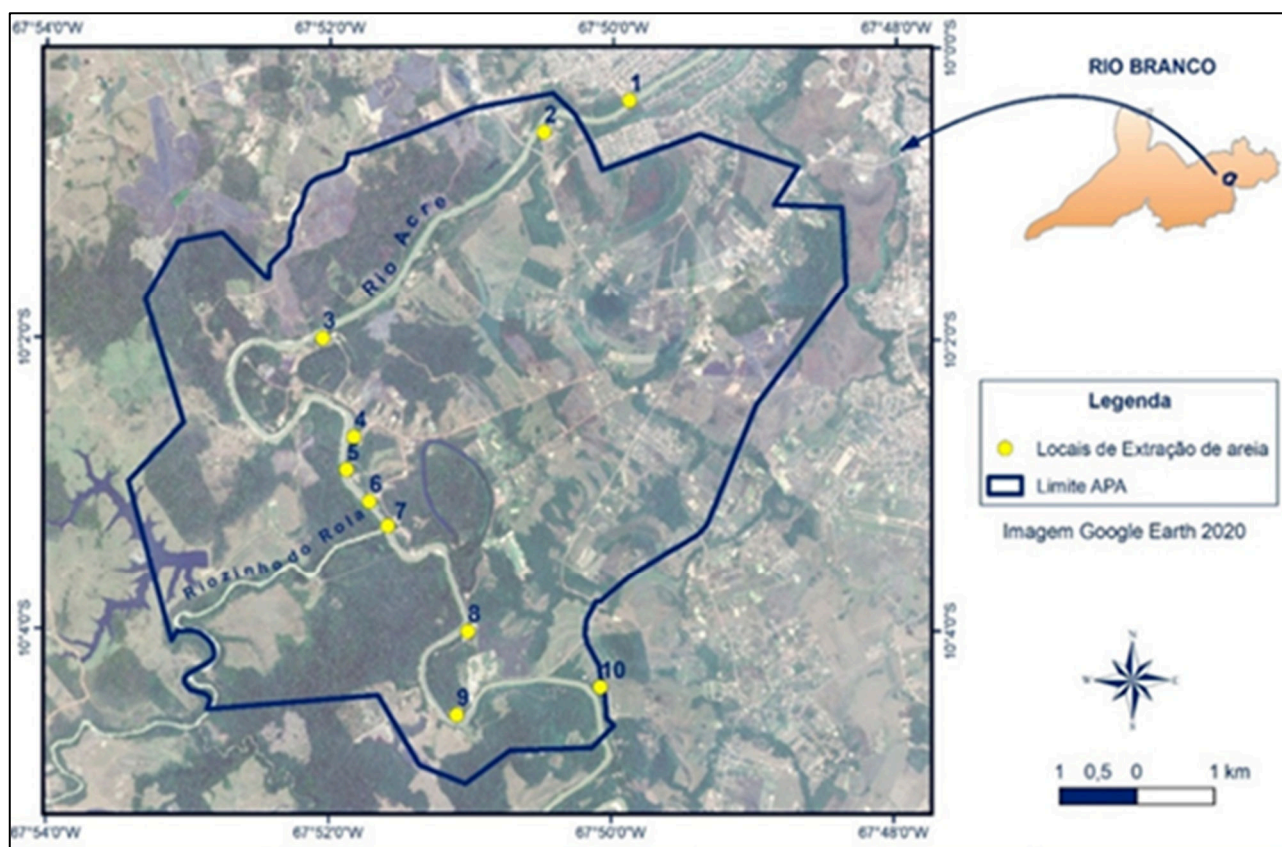 67°54'0"W
67°52'0"W
67°50'0"W
67°48'0"W
10°0'0"S
RIO BRANCO
1
2
Rio Acre
3
10°2'0"S
10°2'0"S
4
5
6
7
Riozinho do Rola
8
10°4'0"S
10°4'0"S
10
9
67°54'0"W
67°52'0"W
67°50'0"W
67°48'0"W
Legenda
Locais de Extração de areia
Limite APA
Imagem Google Earth 2020
N
W
E
S
1 0,5 0 1 km